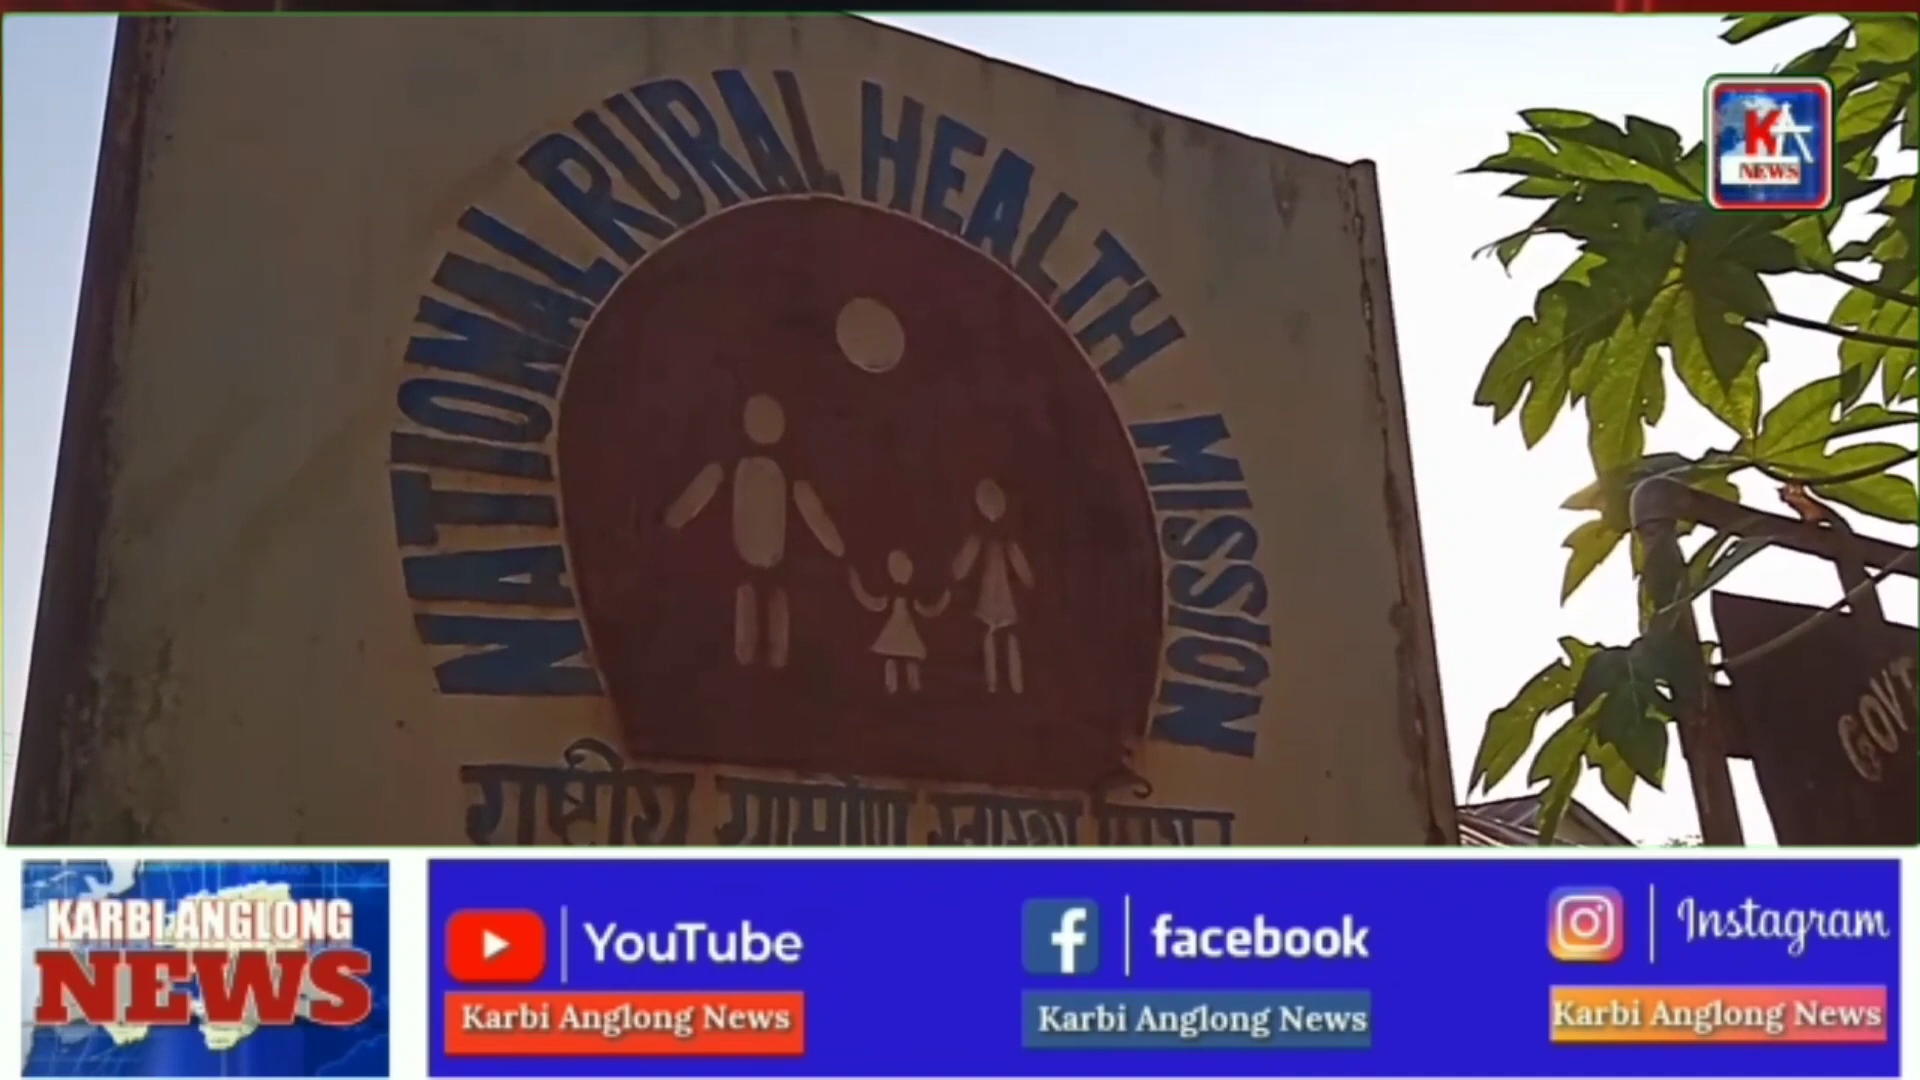 KA
NEWS
NATIONAL RURAL HEALTH MISSION
राष्ट्रीय ग्रामीण
GOVT
KARBI ANGLONG
NEWS
YouTube
Karbi Anglong News
facebook
Karbi Anglong News
Instagram
Karbi Anglong News